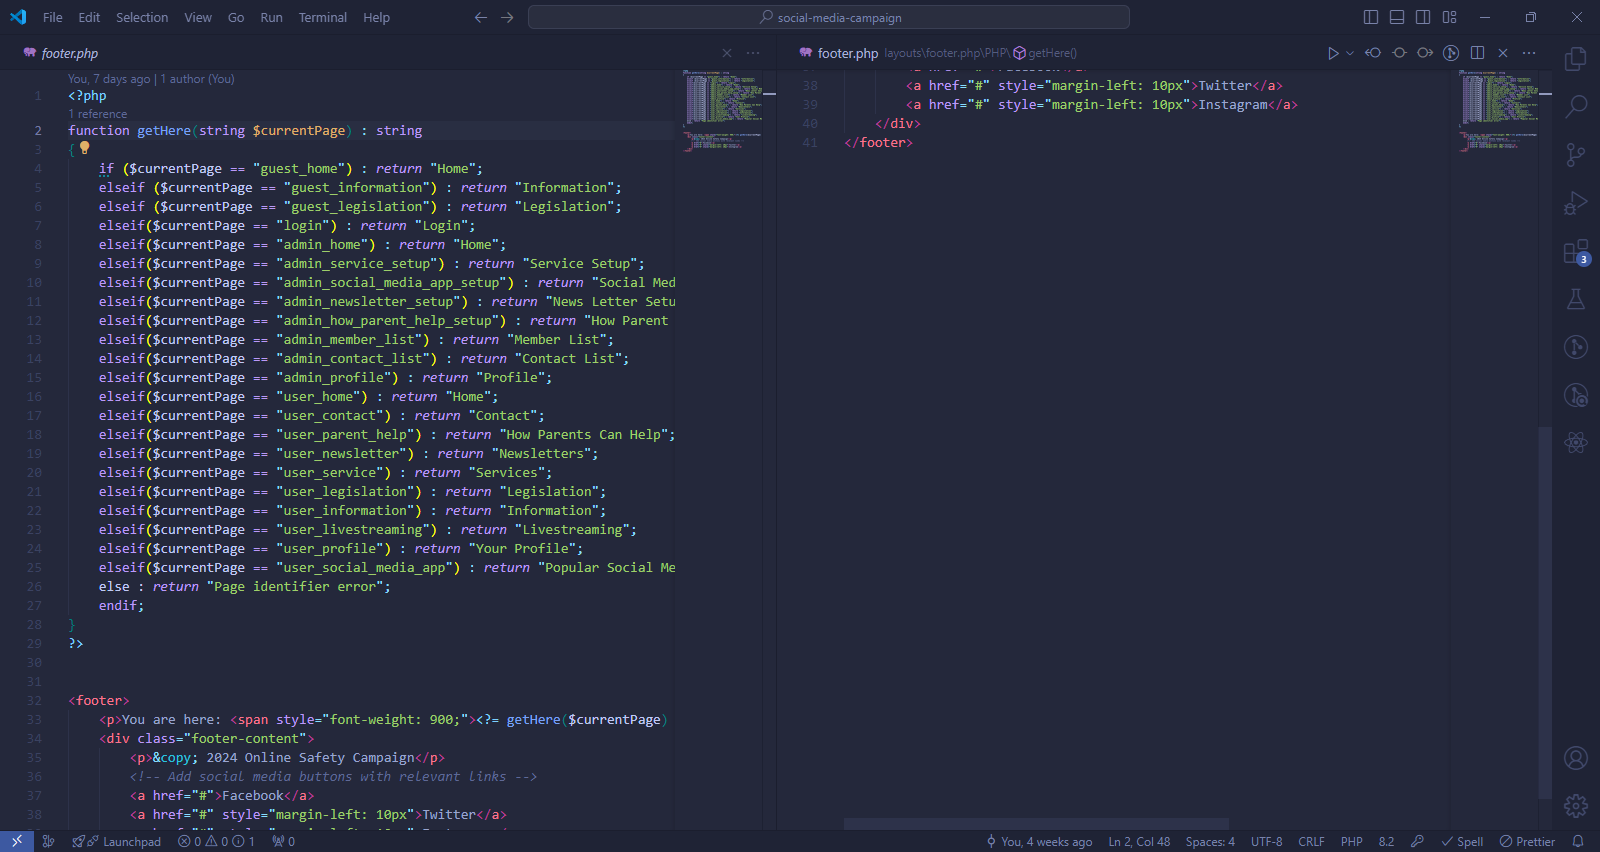 File Edit Selection View Go Run Terminal Help
social-media-campaign
footer.php
You, 7 days ago | 1 author (You)
1 <?php
1 reference
2 function getHere(string $currentPage) : string
3 {
4 if ($currentPage == "guest_home") : return "Home";
5 elseif ($currentPage == "guest_information") : return "Information";
6 elseif ($currentPage == "guest_legislation") : return "Legislation";
7 elseif($currentPage == "login") : return "Login";
8 elseif($currentPage == "admin_home") : return "Home";
9 elseif($currentPage == "admin_service_setup") : return "Service Setup";
10 elseif($currentPage == "admin_social_media_app_setup") : return "Social Med
11 elseif($currentPage == "admin_newsletter_setup") : return "News Letter Setu
12 elseif($currentPage == "admin_how_parent_help_setup") : return "How Parent
13 elseif($currentPage == "admin_member_list") : return "Member List";
14 elseif($currentPage == "admin_contact_list") : return "Contact List";
15 elseif($currentPage == "admin_profile") : return "Profile";
16 elseif($currentPage == "user_home") : return "Home";
17 elseif($currentPage == "user_contact") : return "Contact";
18 elseif($currentPage == "user_parent_help") : return "How Parents Can Help";
19 elseif($currentPage == "user_newsletter") : return "Newsletters";
20 elseif($currentPage == "user_service") : return "Services";
21 elseif($currentPage == "user_legislation") : return "Legislation";
22 elseif($currentPage == "user_information") : return "Information";
23 elseif($currentPage == "user_livestreaming") : return "Livestreaming";
24 elseif($currentPage == "user_profile") : return "Your Profile";
25 elseif($currentPage == "user_social_media_app") : return "Popular Social Me
26 else : return "Page identifier error";
27 endif;
28 }
29 ?>
30
31
32 <footer>
33 <p>You are here: <span style="font-weight: 900;"><?= getHere($currentPage)
34 <div class="footer-content">
35 <p>&copy; 2024 Online Safety Campaign</p>
36 <!-- Add social media buttons with relevant links -->
37 <a href="#">Facebook</a>
38 <a href="#" style="margin-left: 10px">Twitter</a>
footer.php layouts\footer.php\PHP\ getHere()
38 <a href="#" style="margin-left: 10px">Twitter</a>
39 <a href="#" style="margin-left: 10px">Instagram</a>
40 </div>
41 </footer>
3
Launchpad 0 0 1 0
You, 4 weeks ago Ln 2, Col 48 Spaces: 4 UTF-8 CRLF PHP 8.2 Spell Prettier